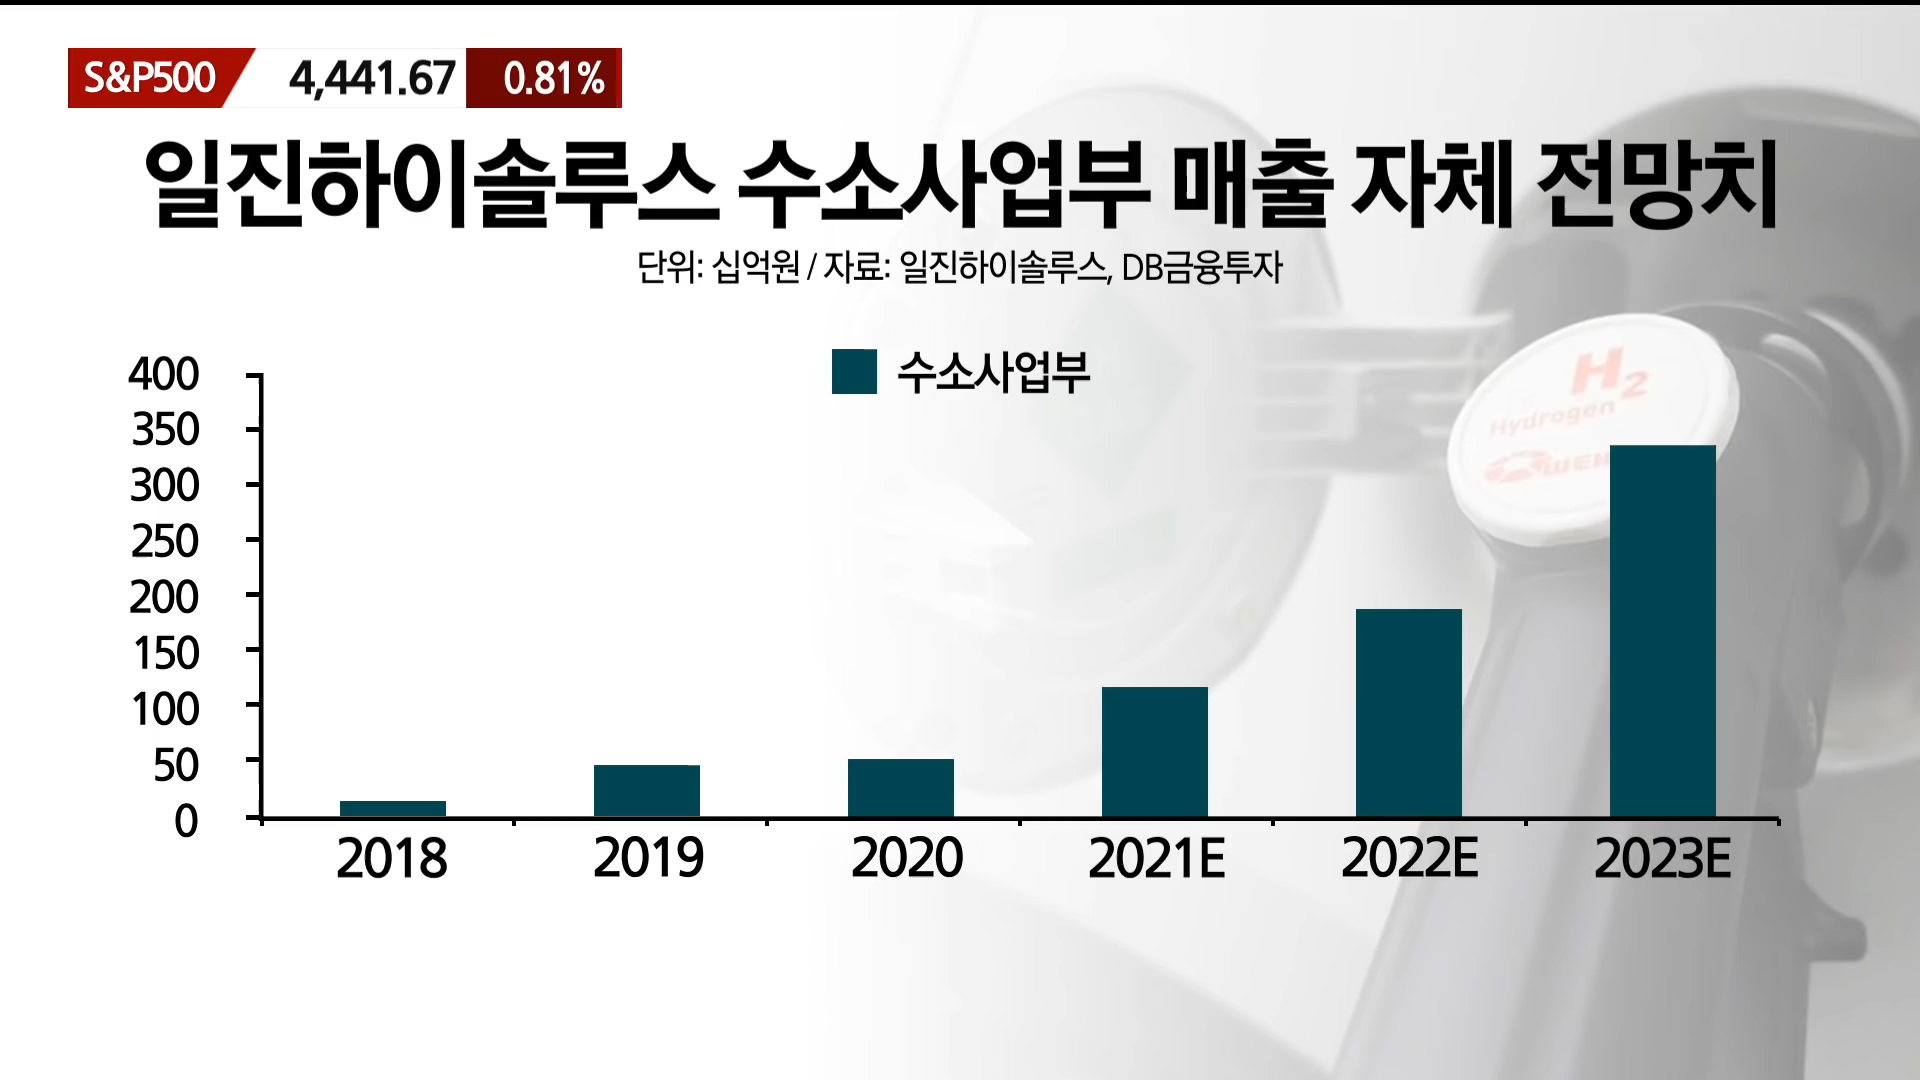 S&P500 4,441.67 0.81%
일진하이솔루스 수소사업부 매출 자체 전망치
단위: 십억원 / 자료: 일진하이솔루스, DB금융투자
수소사업부
400
350
300
250
200
150
100
50
0
2018 2019 2020 2021E 2022E 2023E
H2
Hydrogen